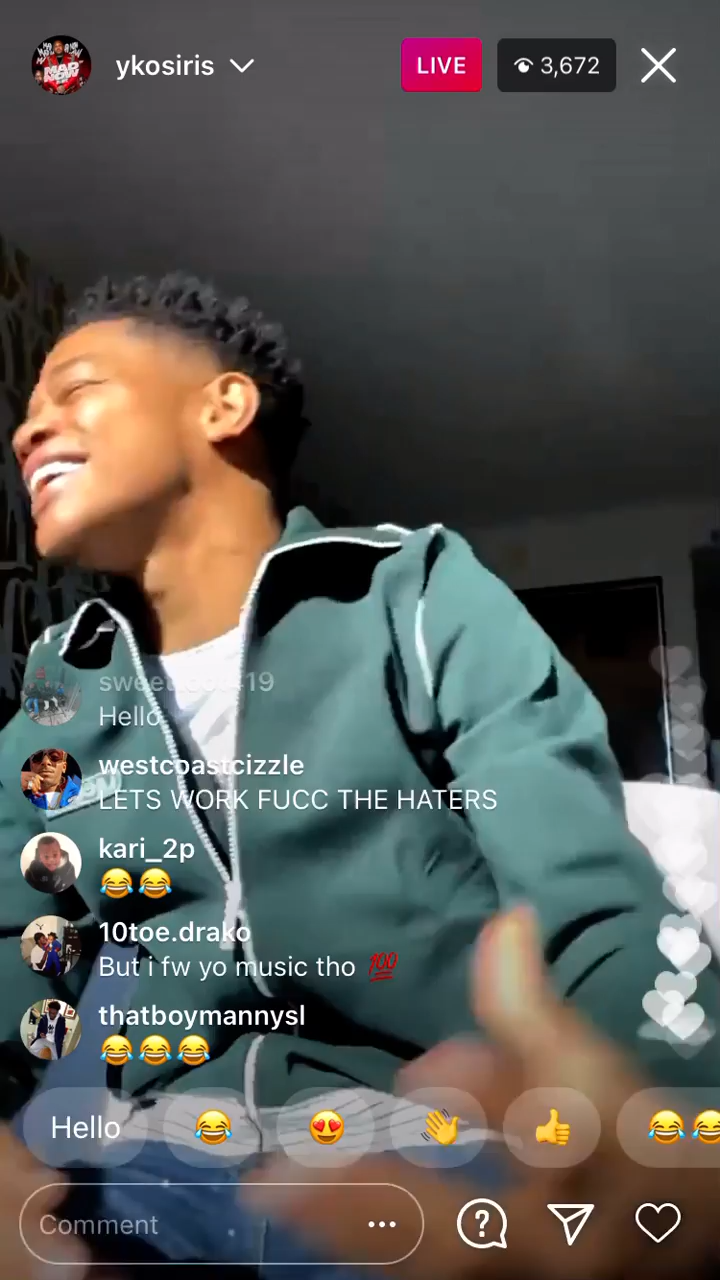 ykosiris
LIVE
3,672
Hello
westcoastcizzle
LETS WORK FUCC THE HATERS
kari_2p
😂😂
10toe.drako
But i fw yo music tho 💯
thatboymannysl
😂😂😂
Hello 😂 😍 👋 👍 😂😂
Comment